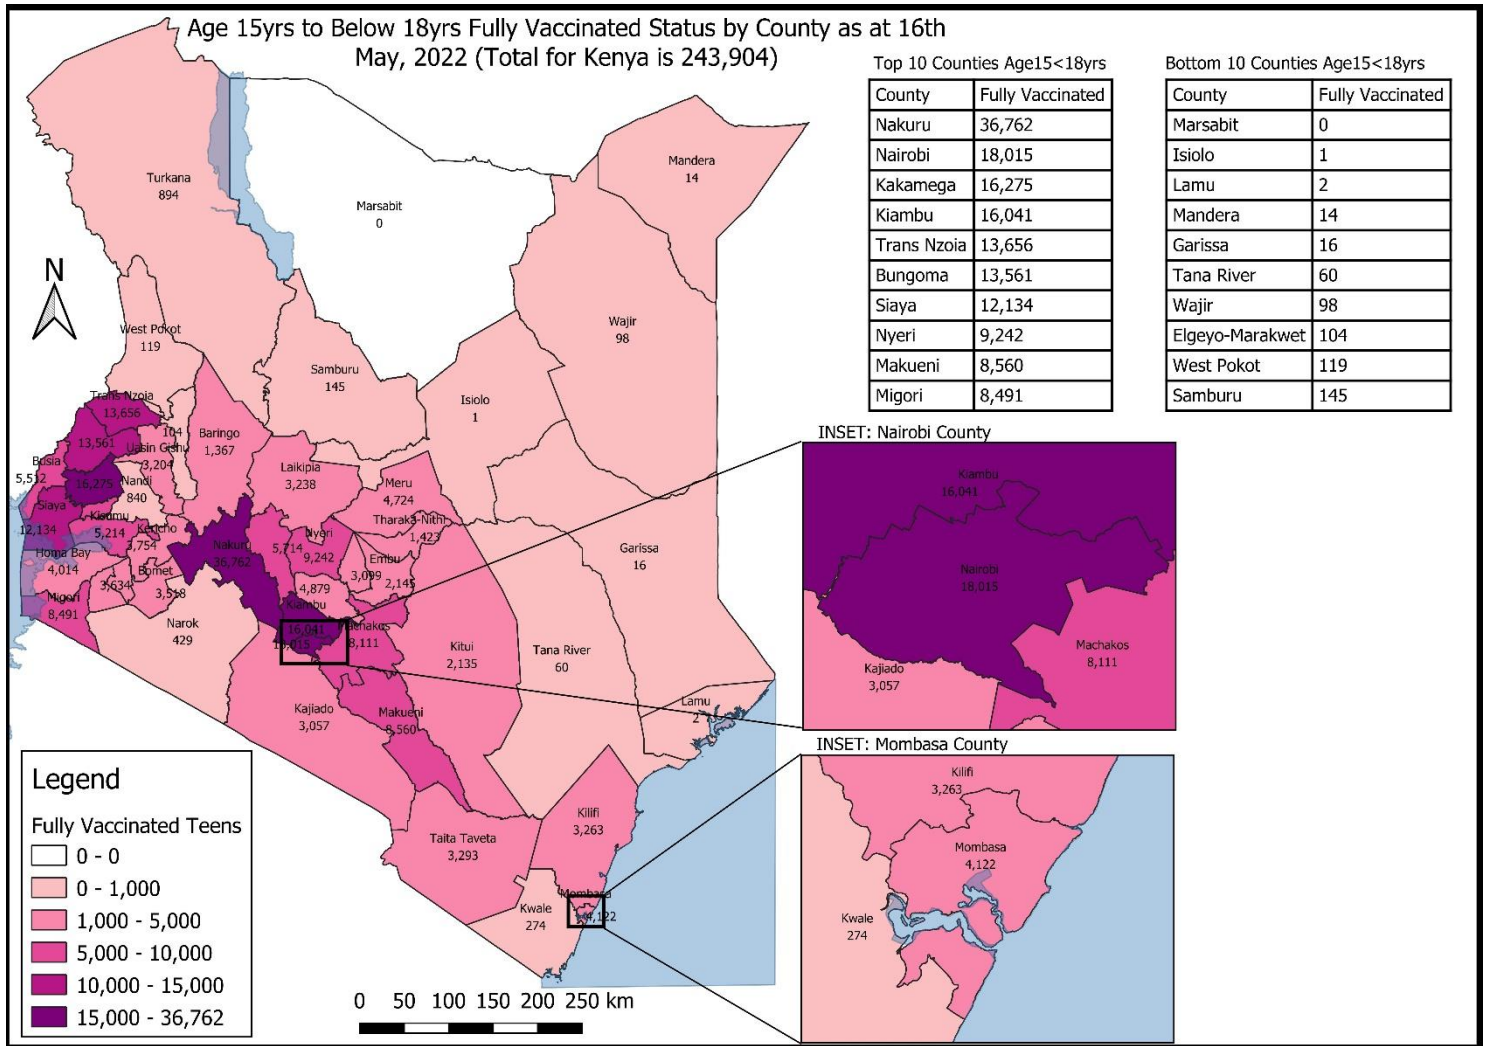 Age 15yrs to Below 18yrs Fully Vaccinated Status by County as at 16th
May, 2022 (Total for Kenya is 243,904)
Top 10 Counties Age15<18yrs
County Fully Vaccinated
Nakuru 36,762
Nairobi 18,015
Kakamega 16,275
Kiambu 16,041
Trans Nzoia 13,656
Bungoma 13,561
Siaya 12,134
Nyeri 9,242
Makueni 8,560
Migori 8,491
Bottom 10 Counties Age15<18yrs
County Fully Vaccinated
Marsabit 0
Isiolo 1
Lamu 2
Mandera 14
Garissa 16
Tana River 60
Wajir 98
Elgeyo-Marakwet 104
West Pokot 119
Samburu 145
N
Turkana
894
Marsabit
0
Mandera
14
Wajir
98
West Pokot
119
Samburu
145
Isiolo
1
Trans Nzoia
13,656
13,561
104
Uasin Gishu
3,204
Baringo
1,367
Busia
5,512
16,275
Nandi
840
Laikipia
3,238
Meru
4,724
Tharaka-Nithi
1,423
Siaya
12,134
Kisumu
5,214
Kericho
3,754
Nakuru
36,762
5,714
Nyeri
9,242
Embu
3,099
2,145
Garissa
16
Homa Bay
4,014
3,634
Bomet
3,518
4,879
Kiambu
16,041
18,015
Machakos
8,111
Migori
8,491
Narok
429
Kitui
2,135
Tana River
60
Lamu
2
Kajiado
3,057
Makueni
8,560
Taita Taveta
3,293
Kilifi
3,263
Kwale
274
Mombasa
4,122
INSET: Nairobi County
Kiambu
16,041
Nairobi
18,015
Machakos
8,111
Kajiado
3,057
INSET: Mombasa County
Kilifi
3,263
Mombasa
4,122
Kwale
274
Legend
Fully Vaccinated Teens
0 - 0
0 - 1,000
1,000 - 5,000
5,000 - 10,000
10,000 - 15,000
15,000 - 36,762
0 50 100 150 200 250 km